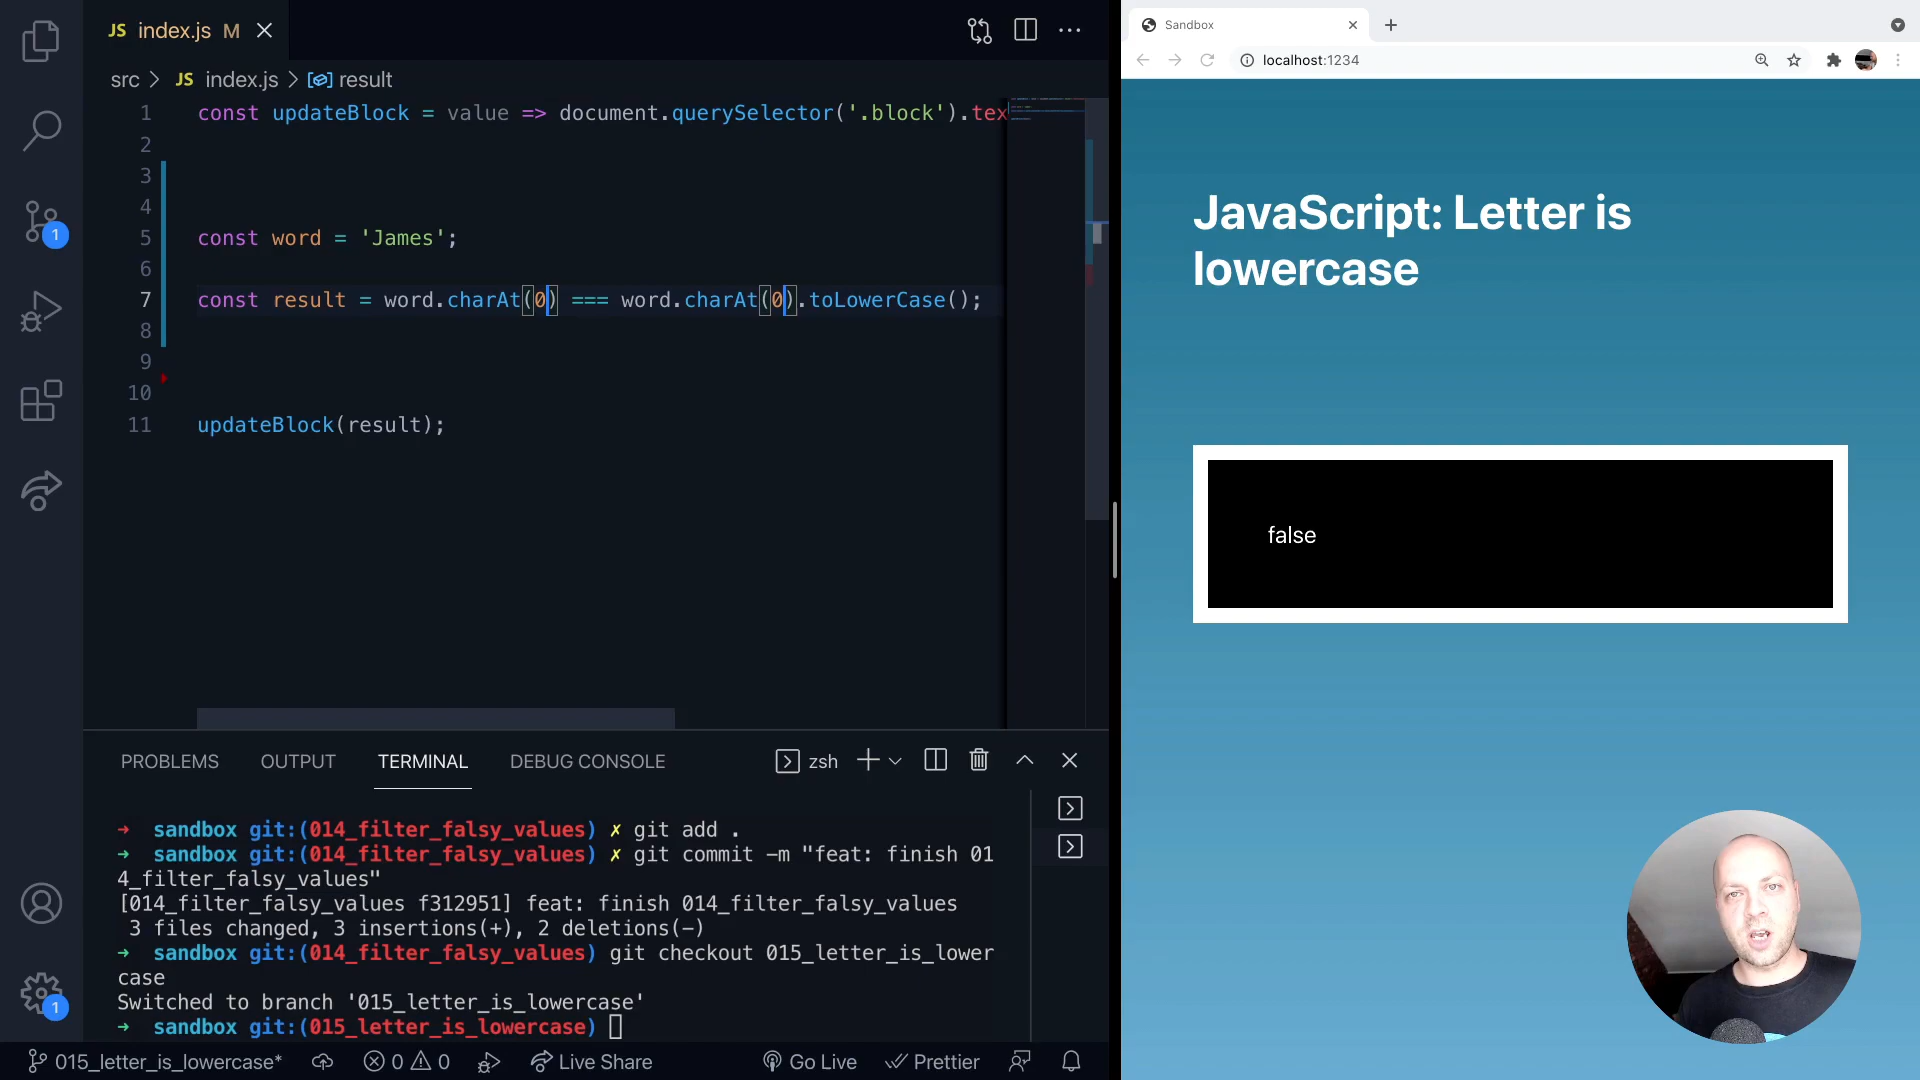 JS index.js M
src > JS index.js > result
1 const updateBlock = value => document.querySelector('.block').tex
2
3
4
5 const word = 'James';
6
7 const result = word.charAt(0) === word.charAt(0).toLowerCase();
8
9
10
11 updateBlock(result);
1
1
PROBLEMS OUTPUT TERMINAL DEBUG CONSOLE zsh
➜ sandbox git:(014_filter_falsy_values) ✗ git add .
➜ sandbox git:(014_filter_falsy_values) ✗ git commit -m "feat: finish 01
4_filter_falsy_values"
[014_filter_falsy_values f312951] feat: finish 014_filter_falsy_values
3 files changed, 3 insertions(+), 2 deletions(-)
➜ sandbox git:(014_filter_falsy_values) git checkout 015_letter_is_lower
case
Switched to branch '015_letter_is_lowercase'
➜ sandbox git:(015_letter_is_lowercase)
015_letter_is_lowercase* 0 0 Live Share Go Live Prettier
Sandbox
localhost:1234
JavaScript: Letter is
lowercase
false